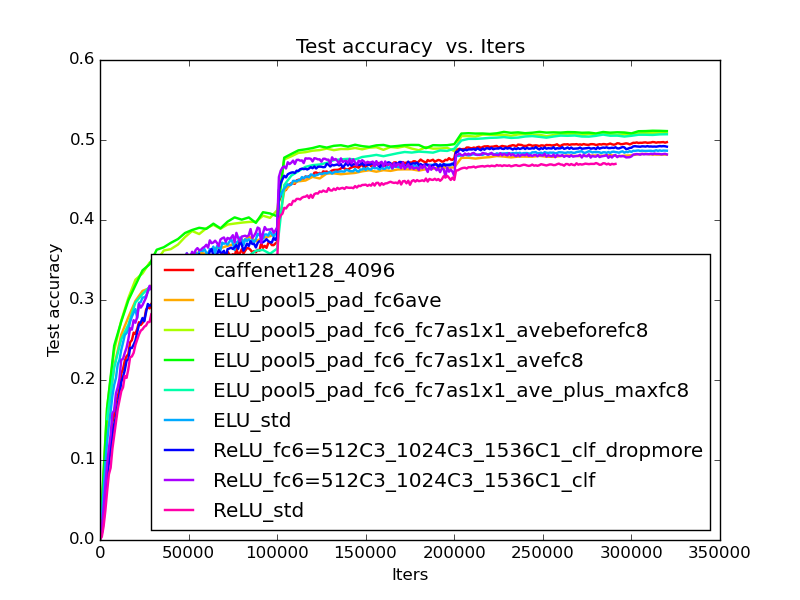 Test accuracy  vs. Iters
0.6
0.5
0.4
0.3
0.2
0.1
0.0
Test accuracy
caffenet128_4096
ELU_pool5_pad_fc6ave
ELU_pool5_pad_fc6_fc7as1x1_avebeforefc8
ELU_pool5_pad_fc6_fc7as1x1_avefc8
ELU_pool5_pad_fc6_fc7as1x1_ave_plus_maxfc8
ELU_std
ReLU_fc6=512C3_1024C3_1536C1_clf_dropmore
ReLU_fc6=512C3_1024C3_1536C1_clf
ReLU_std
0 50000 100000 150000 200000 250000 300000 350000
Iters